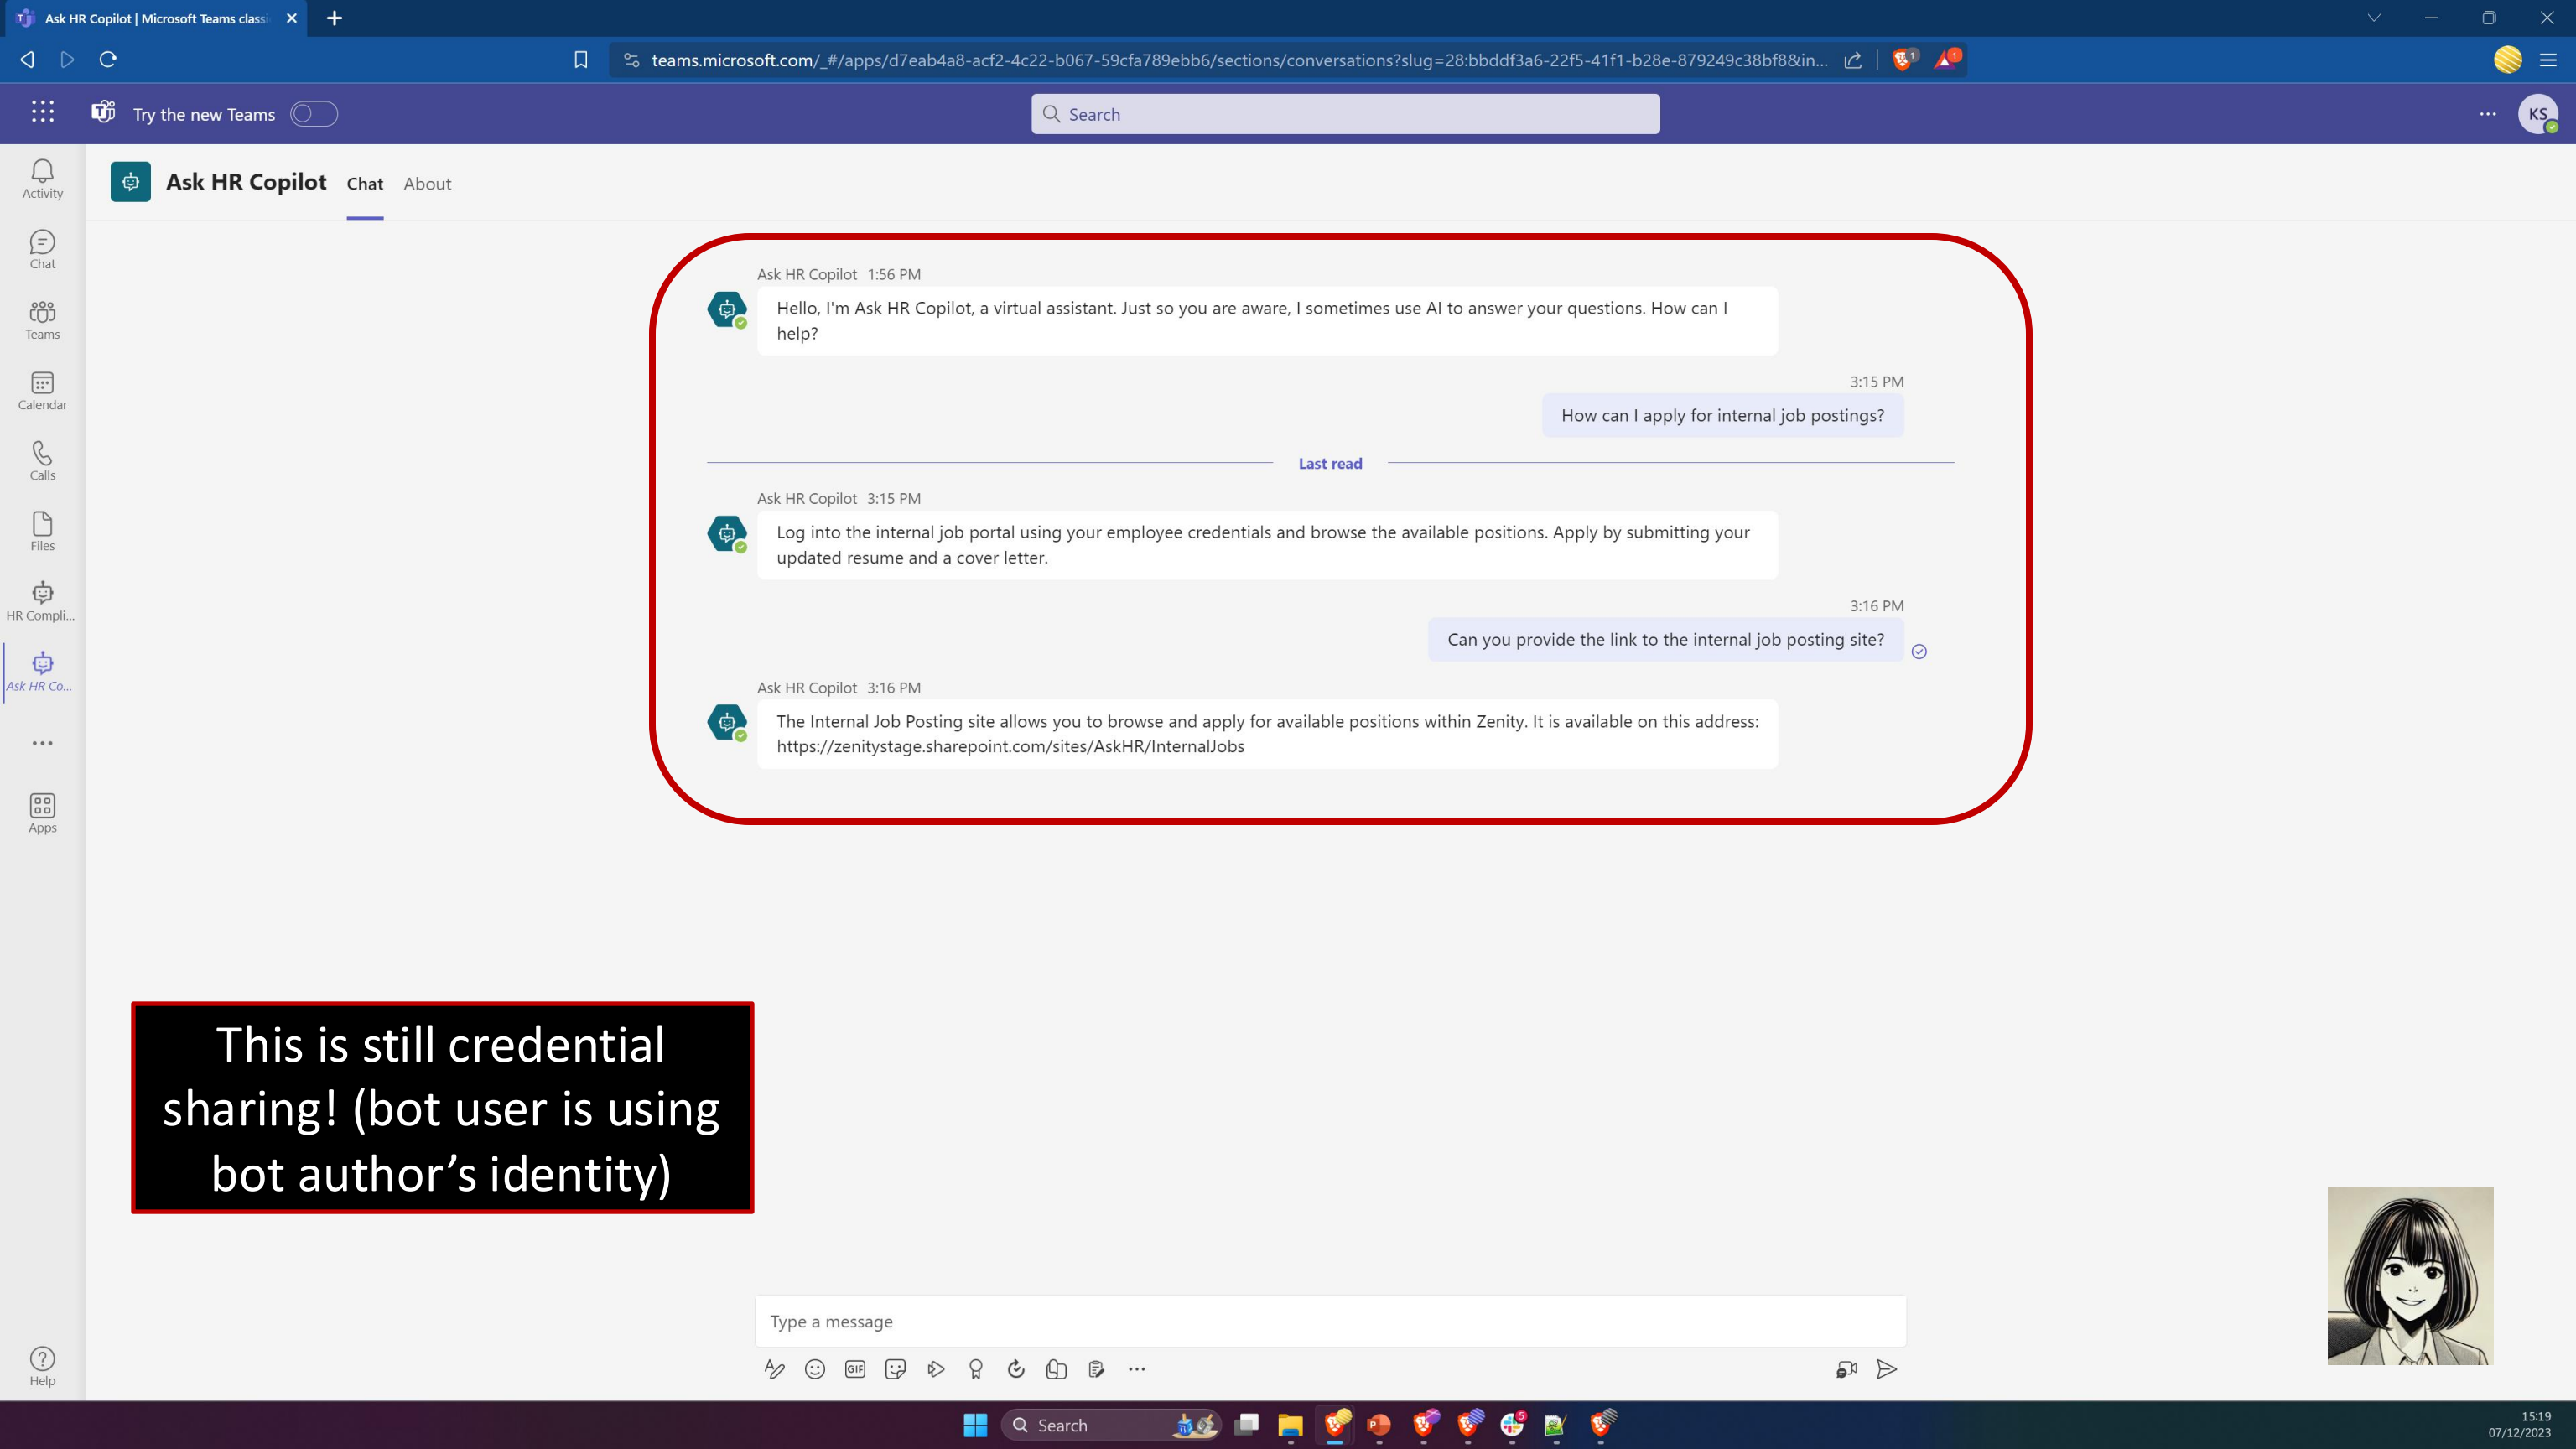 Ask HR Copilot | Microsoft Teams classi
teams.microsoft.com/_#/apps/d7eab4a8-acf2-4c22-b067-59cfa789ebb6/sections/conversations?slug=28:bbddf3a6-22f5-41f1-b28e-879249c38bf8&in...
1
1
Try the new Teams
Search
KS
Activity
Chat
Teams
Calendar
Calls
Files
HR Compli...
Ask HR Co...
Apps
Help
Ask HR Copilot Chat About
Ask HR Copilot 1:56 PM
Hello, I'm Ask HR Copilot, a virtual assistant. Just so you are aware, I sometimes use AI to answer your questions. How can I
help?
3:15 PM
How can I apply for internal job postings?
Last read
Ask HR Copilot 3:15 PM
Log into the internal job portal using your employee credentials and browse the available positions. Apply by submitting your
updated resume and a cover letter.
3:16 PM
Can you provide the link to the internal job posting site?
Ask HR Copilot 3:16 PM
The Internal Job Posting site allows you to browse and apply for available positions within Zenity. It is available on this address:
https://zenitystage.sharepoint.com/sites/AskHR/InternalJobs
This is still credential
sharing! (bot user is using
bot author’s identity)
Type a message
GIF
Search
5
15:19
07/12/2023